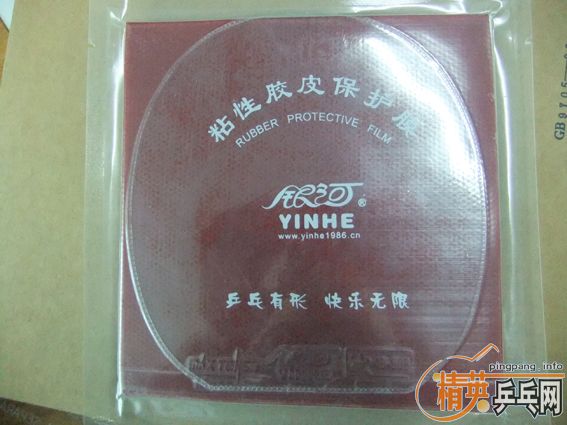 GB9706
粘性胶皮保护膜
RUBBER PROTECTIVE FILM
银河®
YINHE
www.yinhe1986.cn
乒乓有形 快乐无限
pingpang.info
精英乒乓网